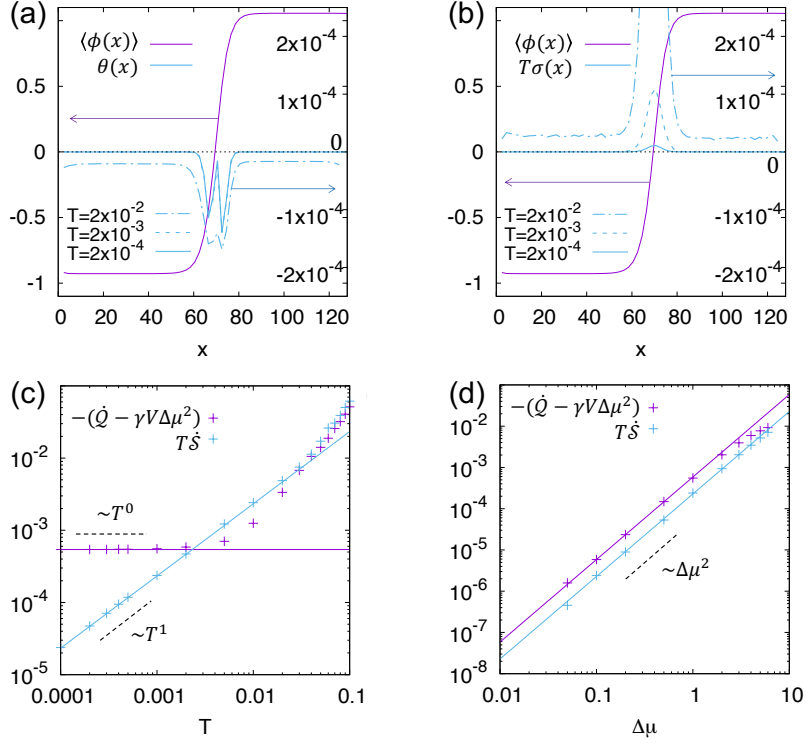 (a)
⟨ϕ(x)⟩
θ(x)
0.5
0
-0.5
-1
2x10⁻⁴
1x10⁻⁴
0
-1x10⁻⁴
-2x10⁻⁴
T=2x10⁻²
T=2x10⁻³
T=2x10⁻⁴
0 20 40 60 80 100 120
x
(b)
⟨ϕ(x)⟩
Tσ(x)
0.5
0
-0.5
-1
2x10⁻⁴
1x10⁻⁴
0
-1x10⁻⁴
-2x10⁻⁴
T=2x10⁻²
T=2x10⁻³
T=2x10⁻⁴
0 20 40 60 80 100 120
x
(c)
−(Q̇ − γVΔμ²)
TṠ
10⁻²
10⁻³
10⁻⁴
10⁻⁵
~T⁰
~T¹
0.0001 0.001 0.01 0.1
T
(d)
−(Q̇ − γVΔμ²)
TṠ
10⁻²
10⁻³
10⁻⁴
10⁻⁵
10⁻⁶
10⁻⁷
10⁻⁸
~Δμ²
0.01 0.1 1 10
Δμ